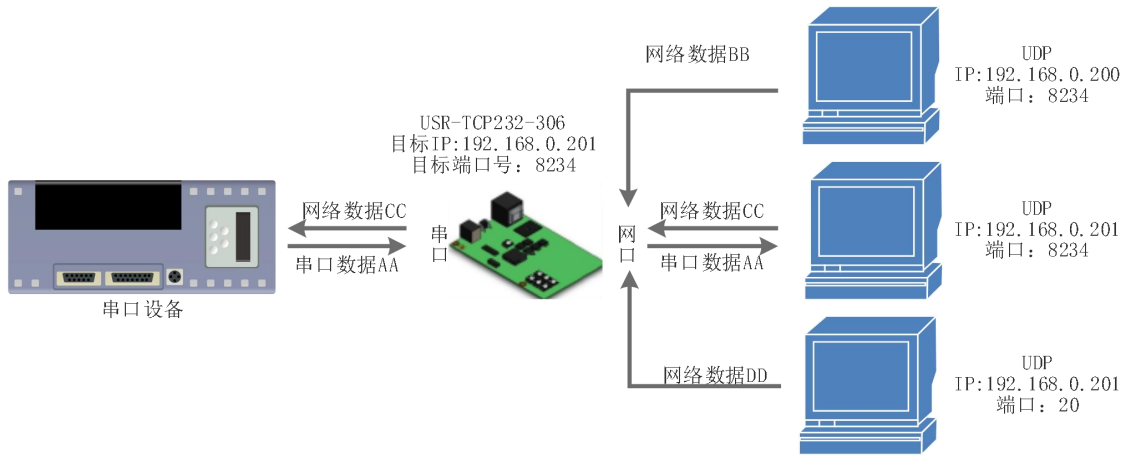 网络数据BB
UDP
IP:192.168.0.200
端口：8234
USR-TCP232-306
目标IP:192.168.0.201
目标端口号：8234
网络数据CC
串口数据AA
串口
网口
网络数据CC
串口数据AA
UDP
IP:192.168.0.201
端口：8234
串口设备
网络数据DD
UDP
IP:192.168.0.201
端口：20